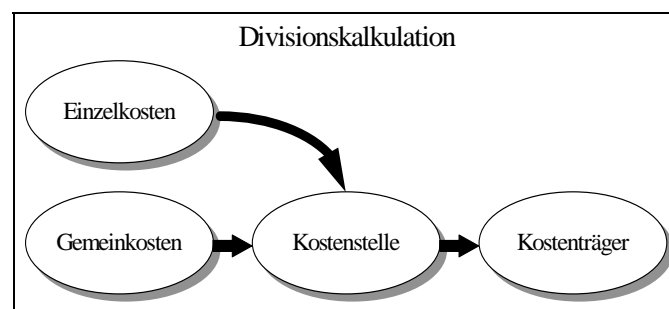 Divisionskalkulation
Einzelkosten
Gemeinkosten
Kostenstelle
Kostenträger